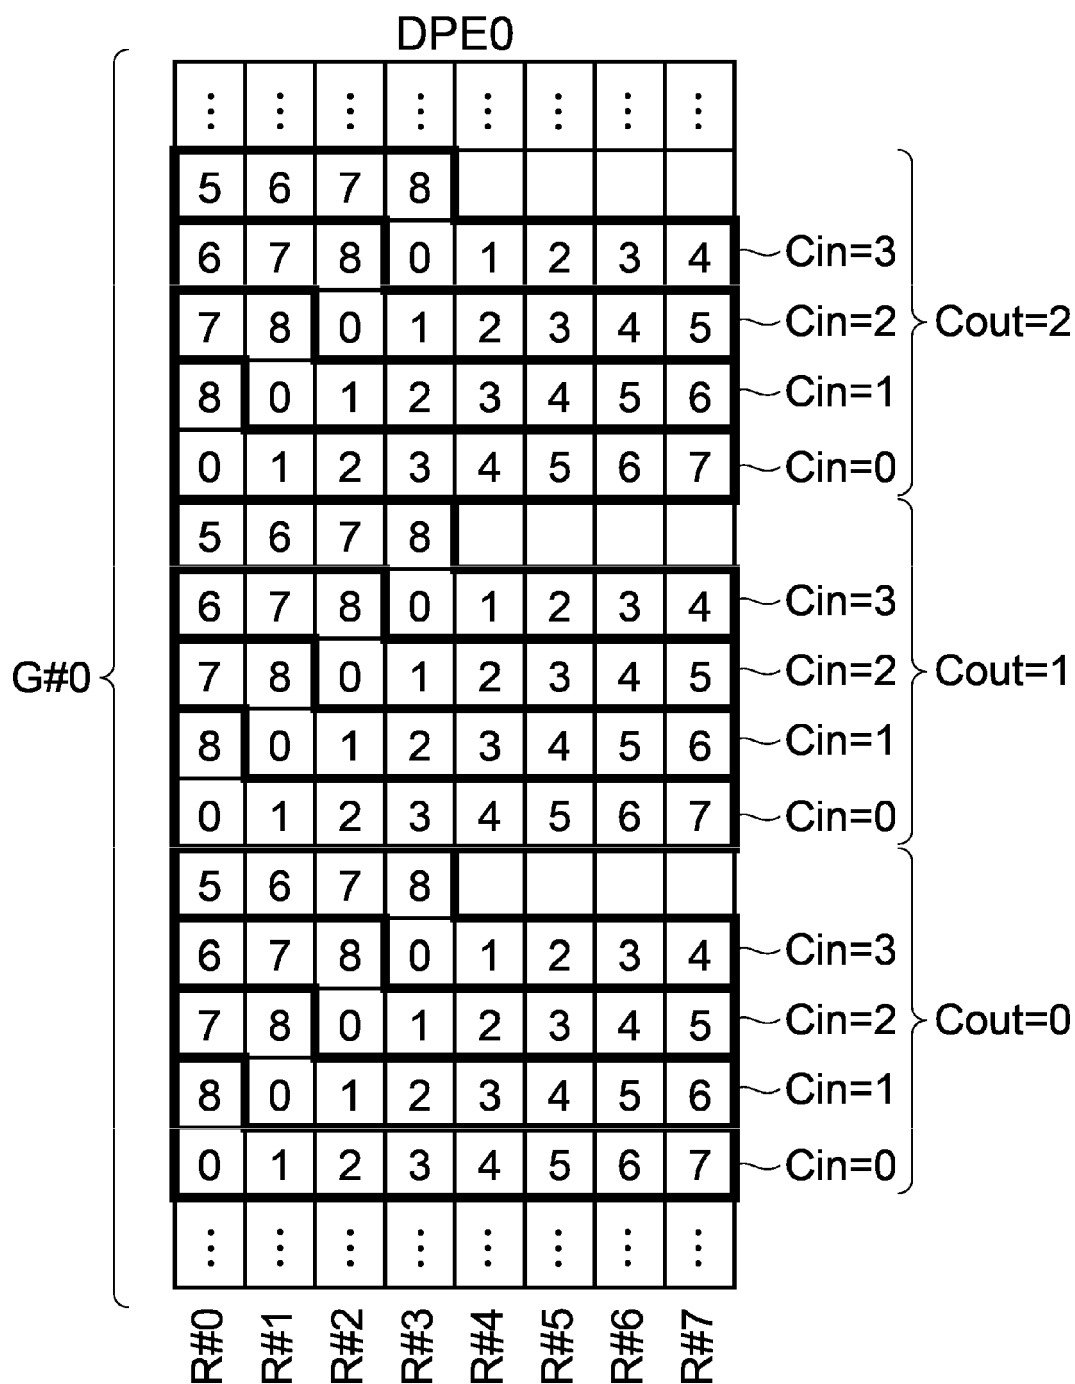 DPE0
⋮ ⋮ ⋮ ⋮ ⋮ ⋮ ⋮ ⋮
5 6 7 8
6 7 8 0 1 2 3 4 Cin=3
7 8 0 1 2 3 4 5 Cin=2 Cout=2
8 0 1 2 3 4 5 6 Cin=1
0 1 2 3 4 5 6 7 Cin=0
5 6 7 8
6 7 8 0 1 2 3 4 Cin=3
G#0 7 8 0 1 2 3 4 5 Cin=2 Cout=1
8 0 1 2 3 4 5 6 Cin=1
0 1 2 3 4 5 6 7 Cin=0
5 6 7 8
6 7 8 0 1 2 3 4 Cin=3
7 8 0 1 2 3 4 5 Cin=2 Cout=0
8 0 1 2 3 4 5 6 Cin=1
0 1 2 3 4 5 6 7 Cin=0
⋮ ⋮ ⋮ ⋮ ⋮ ⋮ ⋮ ⋮
R#0 R#1 R#2 R#3 R#4 R#5 R#6 R#7